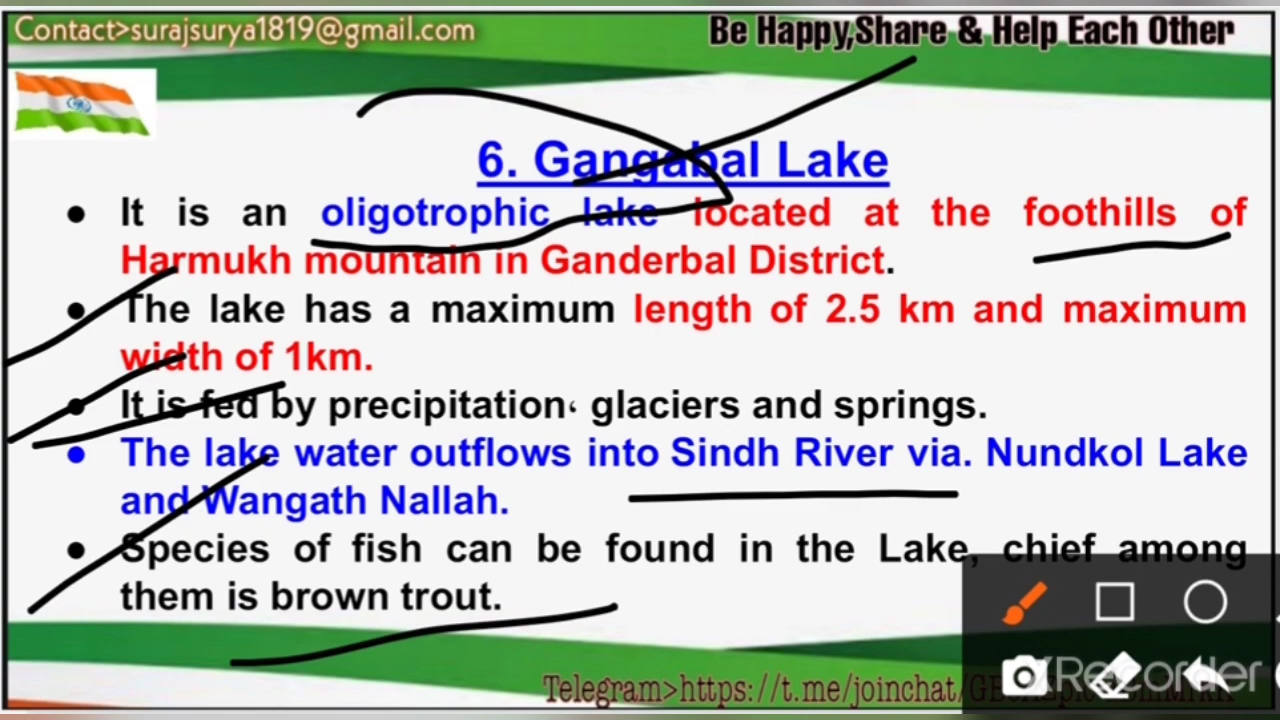 Contact>surajsurya1819@gmail.com
Be Happy,Share & Help Each Other
6. Gangabal Lake
● It is an oligotrophic lake located at the foothills of
Harmukh mountain in Ganderbal District.
● The lake has a maximum length of 2.5 km and maximum
width of 1km.
● It is fed by precipitation، glaciers and springs.
● The lake water outflows into Sindh River via. Nundkol Lake
and Wangath Nallah.
● Species of fish can be found in the Lake, chief among
them is brown trout.
Telegram>https://t.me/joinchat/
XRecorder